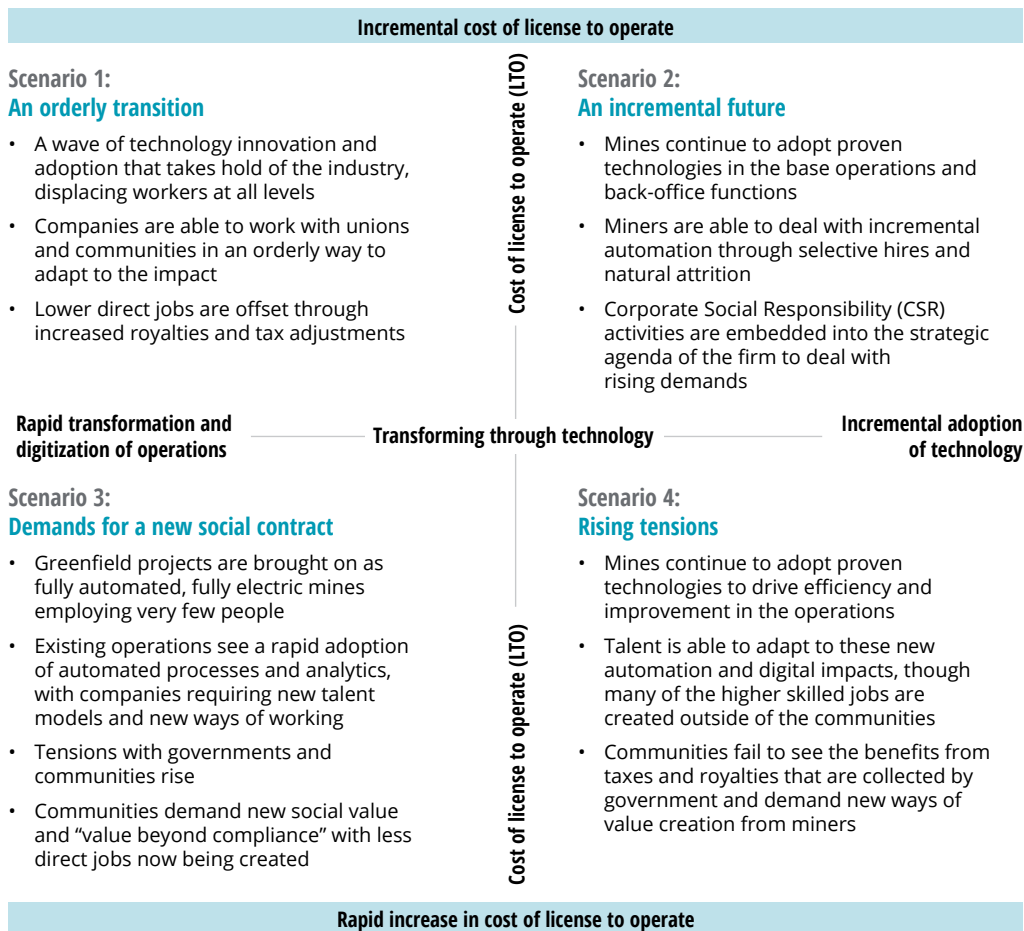 Incremental cost of license to operate
Scenario 1:
An orderly transition
• A wave of technology innovation and
adoption that takes hold of the industry,
displacing workers at all levels
• Companies are able to work with unions
and communities in an orderly way to
adapt to the impact
• Lower direct jobs are offset through
increased royalties and tax adjustments
Cost of license to operate (LTO)
Scenario 2:
An incremental future
• Mines continue to adopt proven
technologies in the base operations and
back-office functions
• Miners are able to deal with incremental
automation through selective hires and
natural attrition
• Corporate Social Responsibility (CSR)
activities are embedded into the strategic
agenda of the firm to deal with
rising demands
Rapid transformation and
digitization of operations
Transforming through technology
Incremental adoption
of technology
Scenario 3:
Demands for a new social contract
• Greenfield projects are brought on as
fully automated, fully electric mines
employing very few people
• Existing operations see a rapid adoption
of automated processes and analytics,
with companies requiring new talent
models and new ways of working
• Tensions with governments and
communities rise
• Communities demand new social value
and “value beyond compliance” with less
direct jobs now being created
Cost of license to operate (LTO)
Scenario 4:
Rising tensions
• Mines continue to adopt proven
technologies to drive efficiency and
improvement in the operations
• Talent is able to adapt to these new
automation and digital impacts, though
many of the higher skilled jobs are
created outside of the communities
• Communities fail to see the benefits from
taxes and royalties that are collected by
government and demand new ways of
value creation from miners
Rapid increase in cost of license to operate